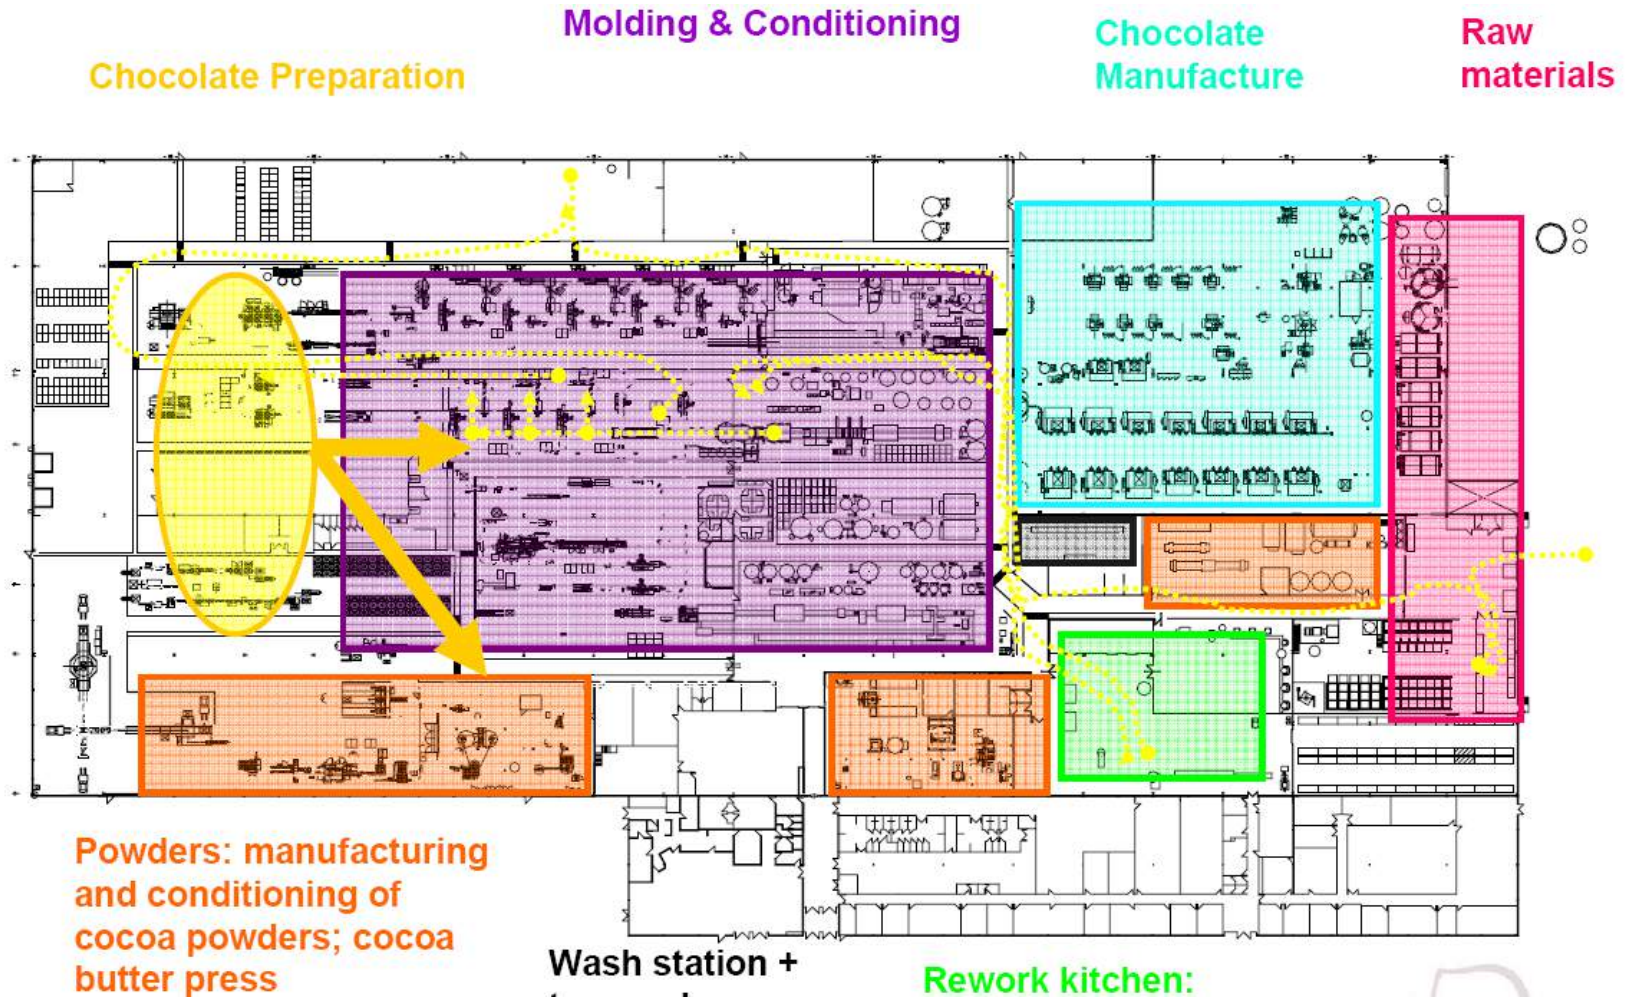 Molding & Conditioning
Chocolate
Manufacture
Raw
materials
Chocolate Preparation
Powders: manufacturing
and conditioning of
cocoa powders; cocoa
butter press
Wash station +
Rework kitchen: